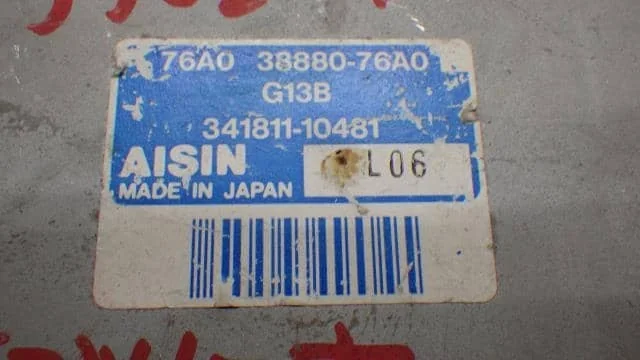 76A0 38880-76A0
G13B
341811-10481
AISIN L06
MADE IN JAPAN